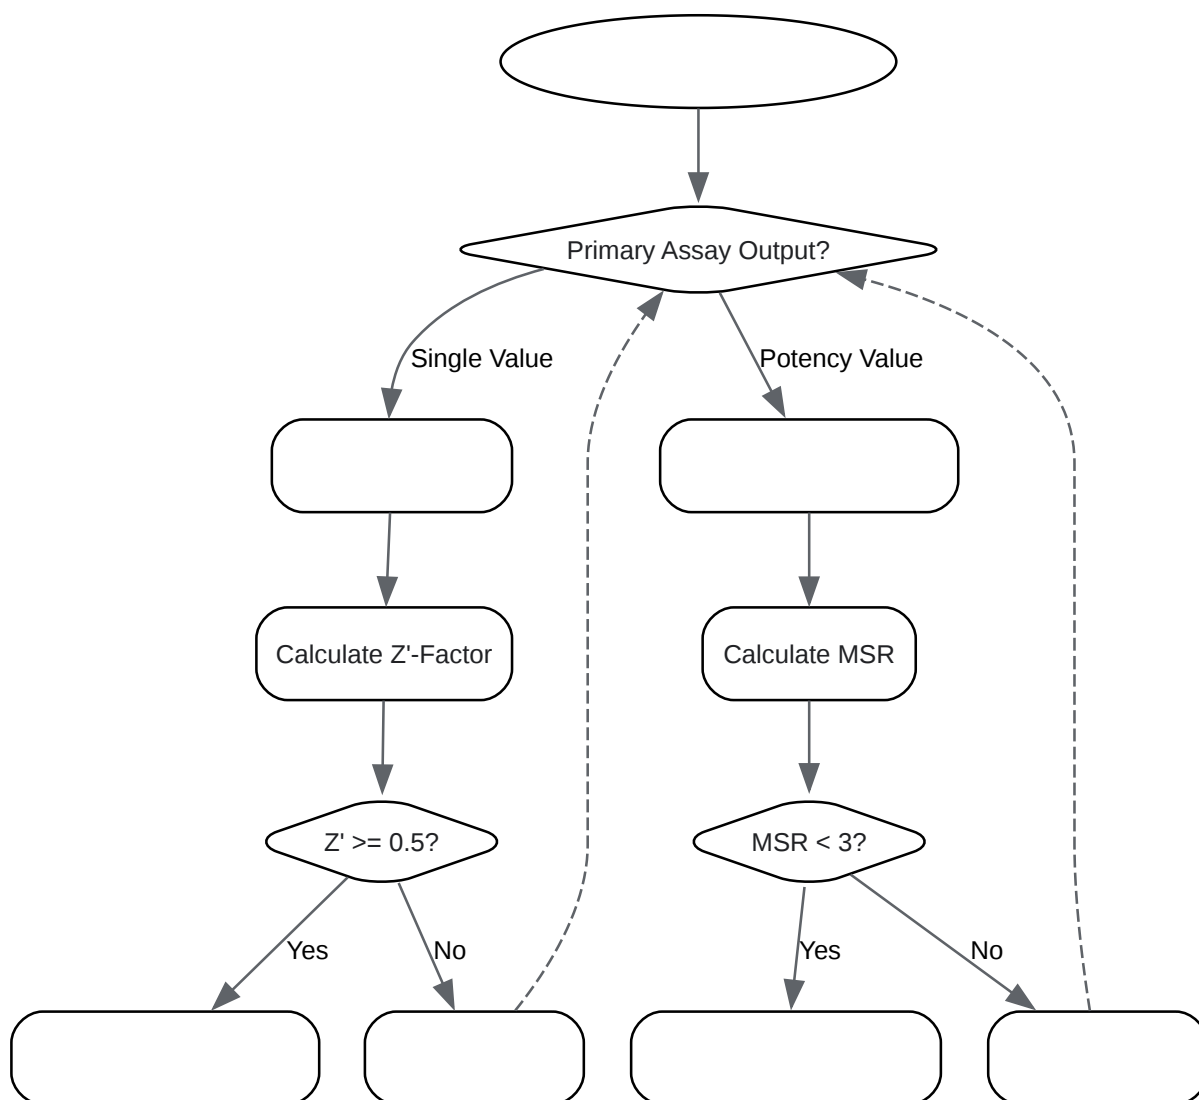 Primary Assay Output?
Single Value
Potency Value
Calculate Z'-Factor
Calculate MSR
Z' >= 0.5?
MSR < 3?
Yes
No
Yes
No